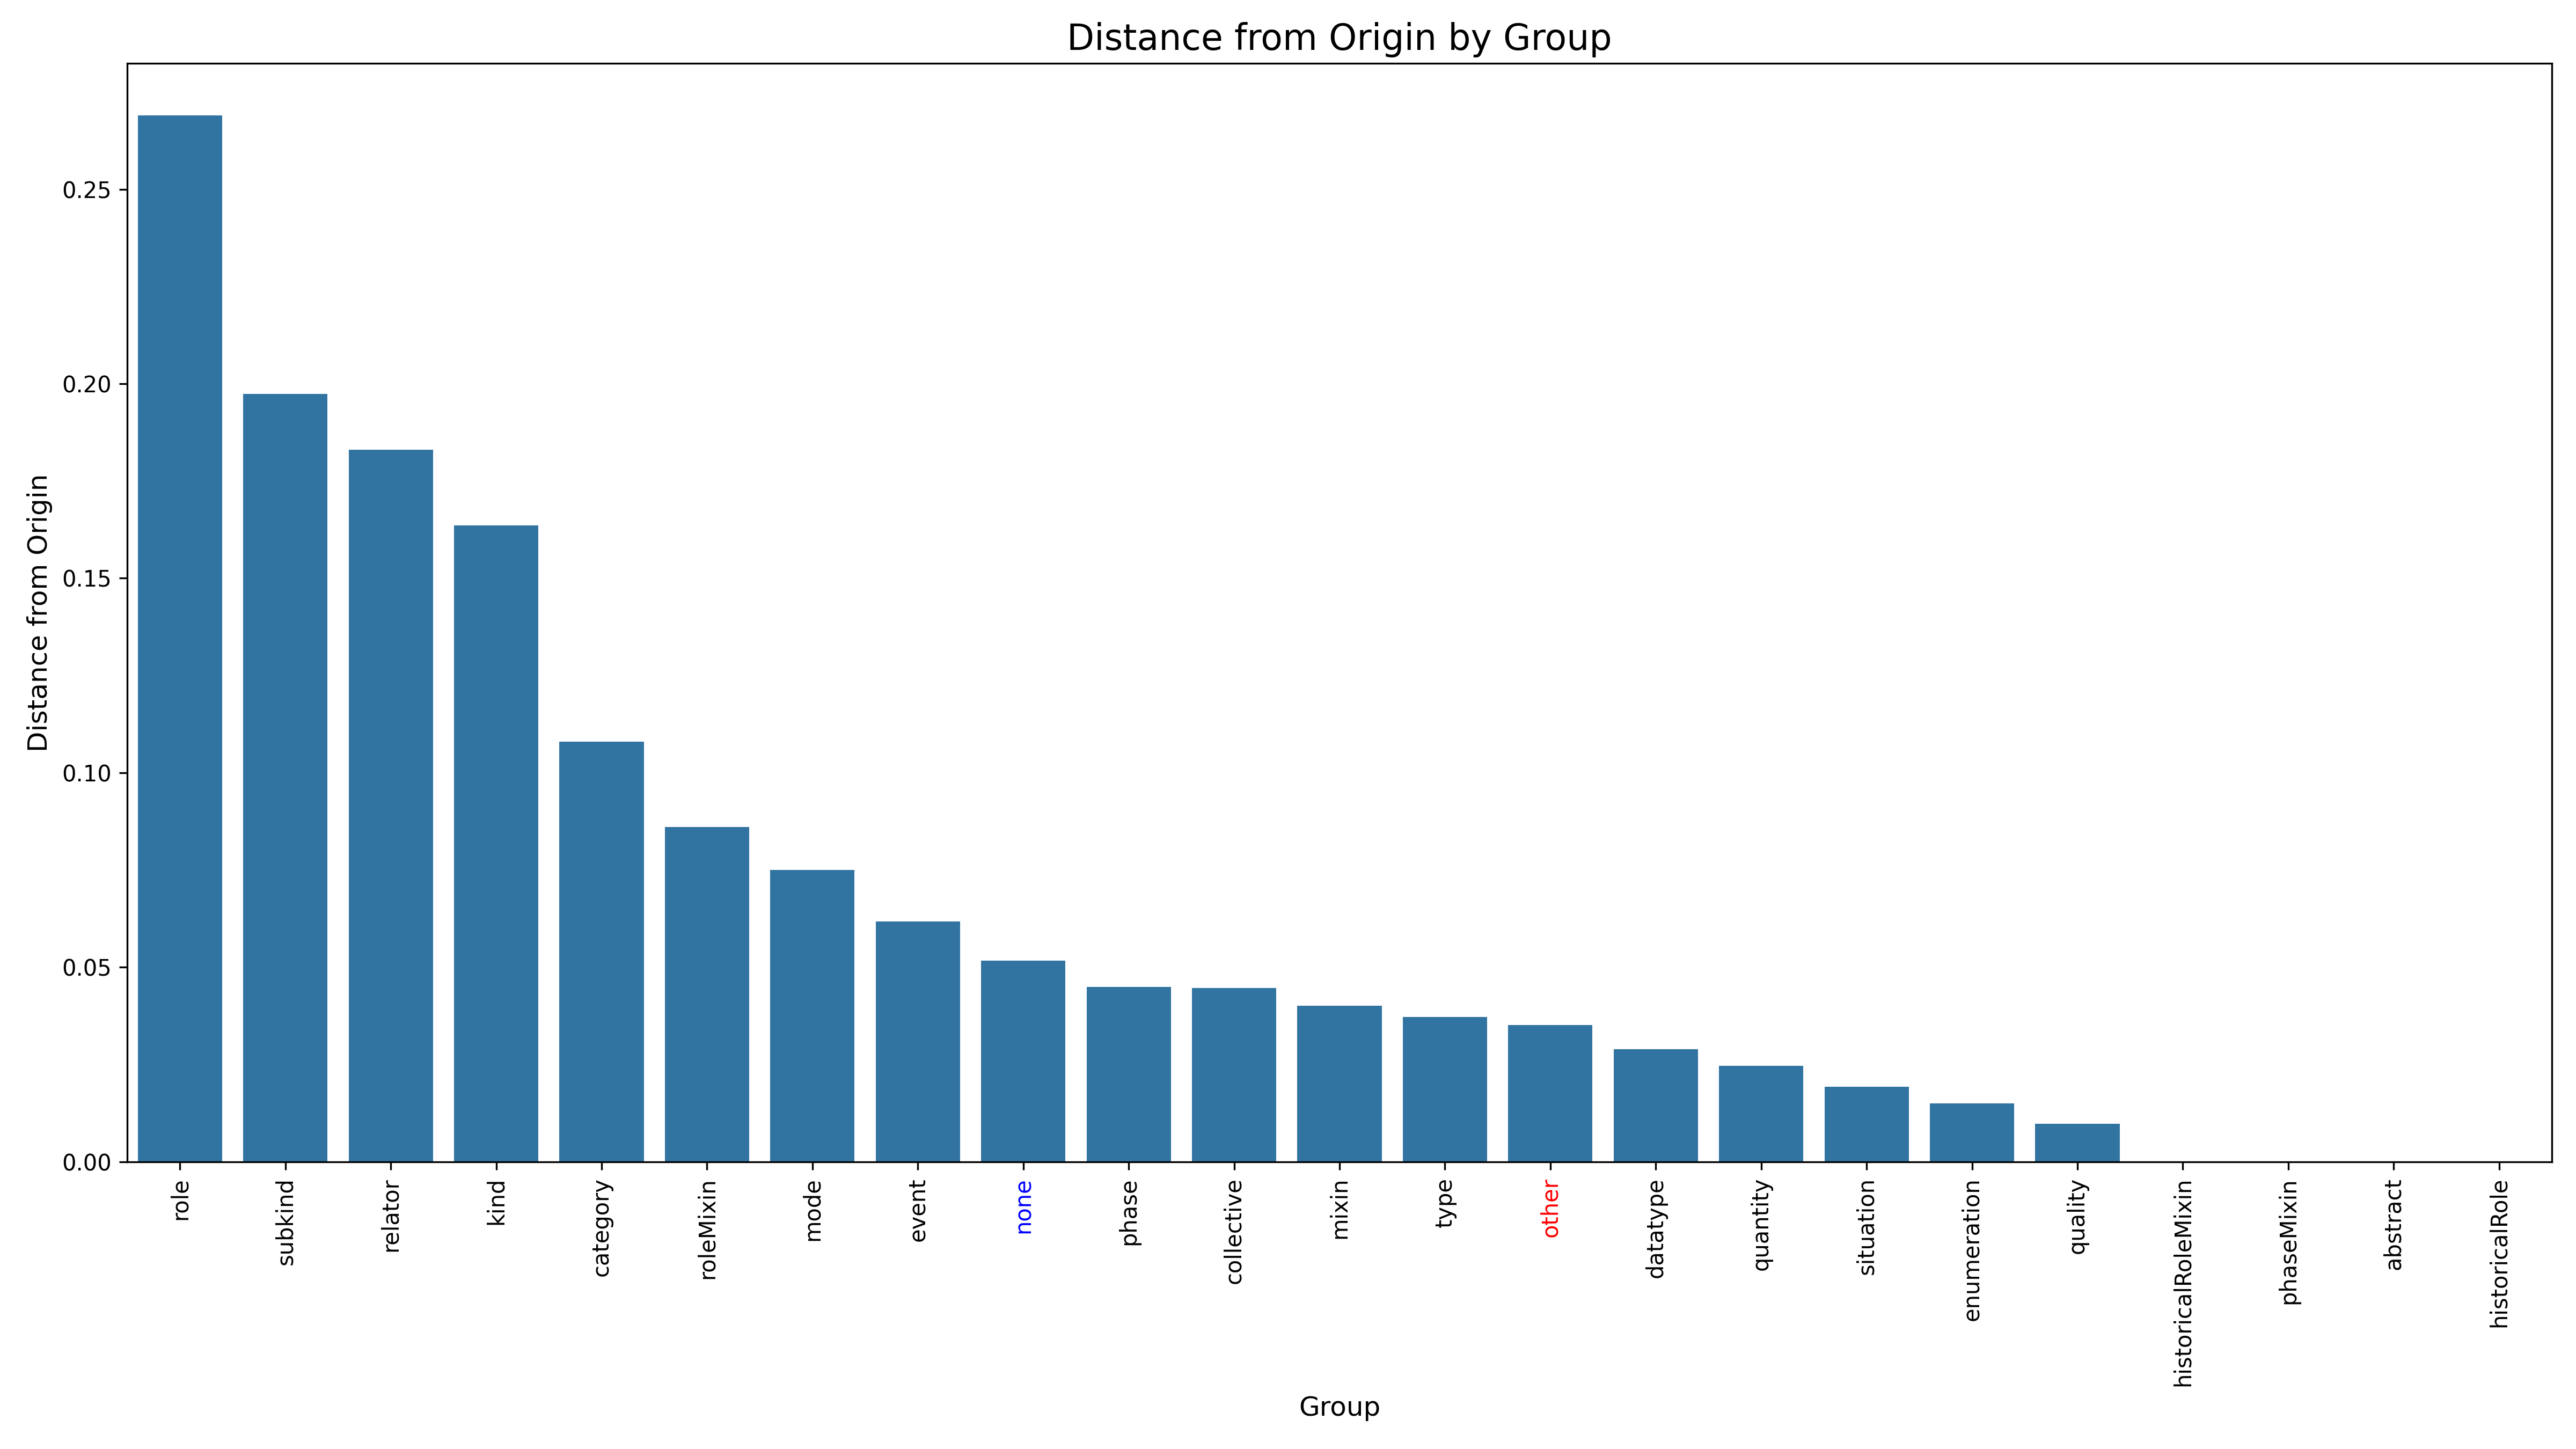 Distance from Origin by Group
Distance from Origin
0.25
0.20
0.15
0.10
0.05
0.00
role
subkind
relator
kind
category
roleMixin
mode
event
none
phase
collective
mixin
type
other
datatype
quantity
situation
enumeration
quality
historicalRoleMixin
phaseMixin
abstract
historicalRole
Group